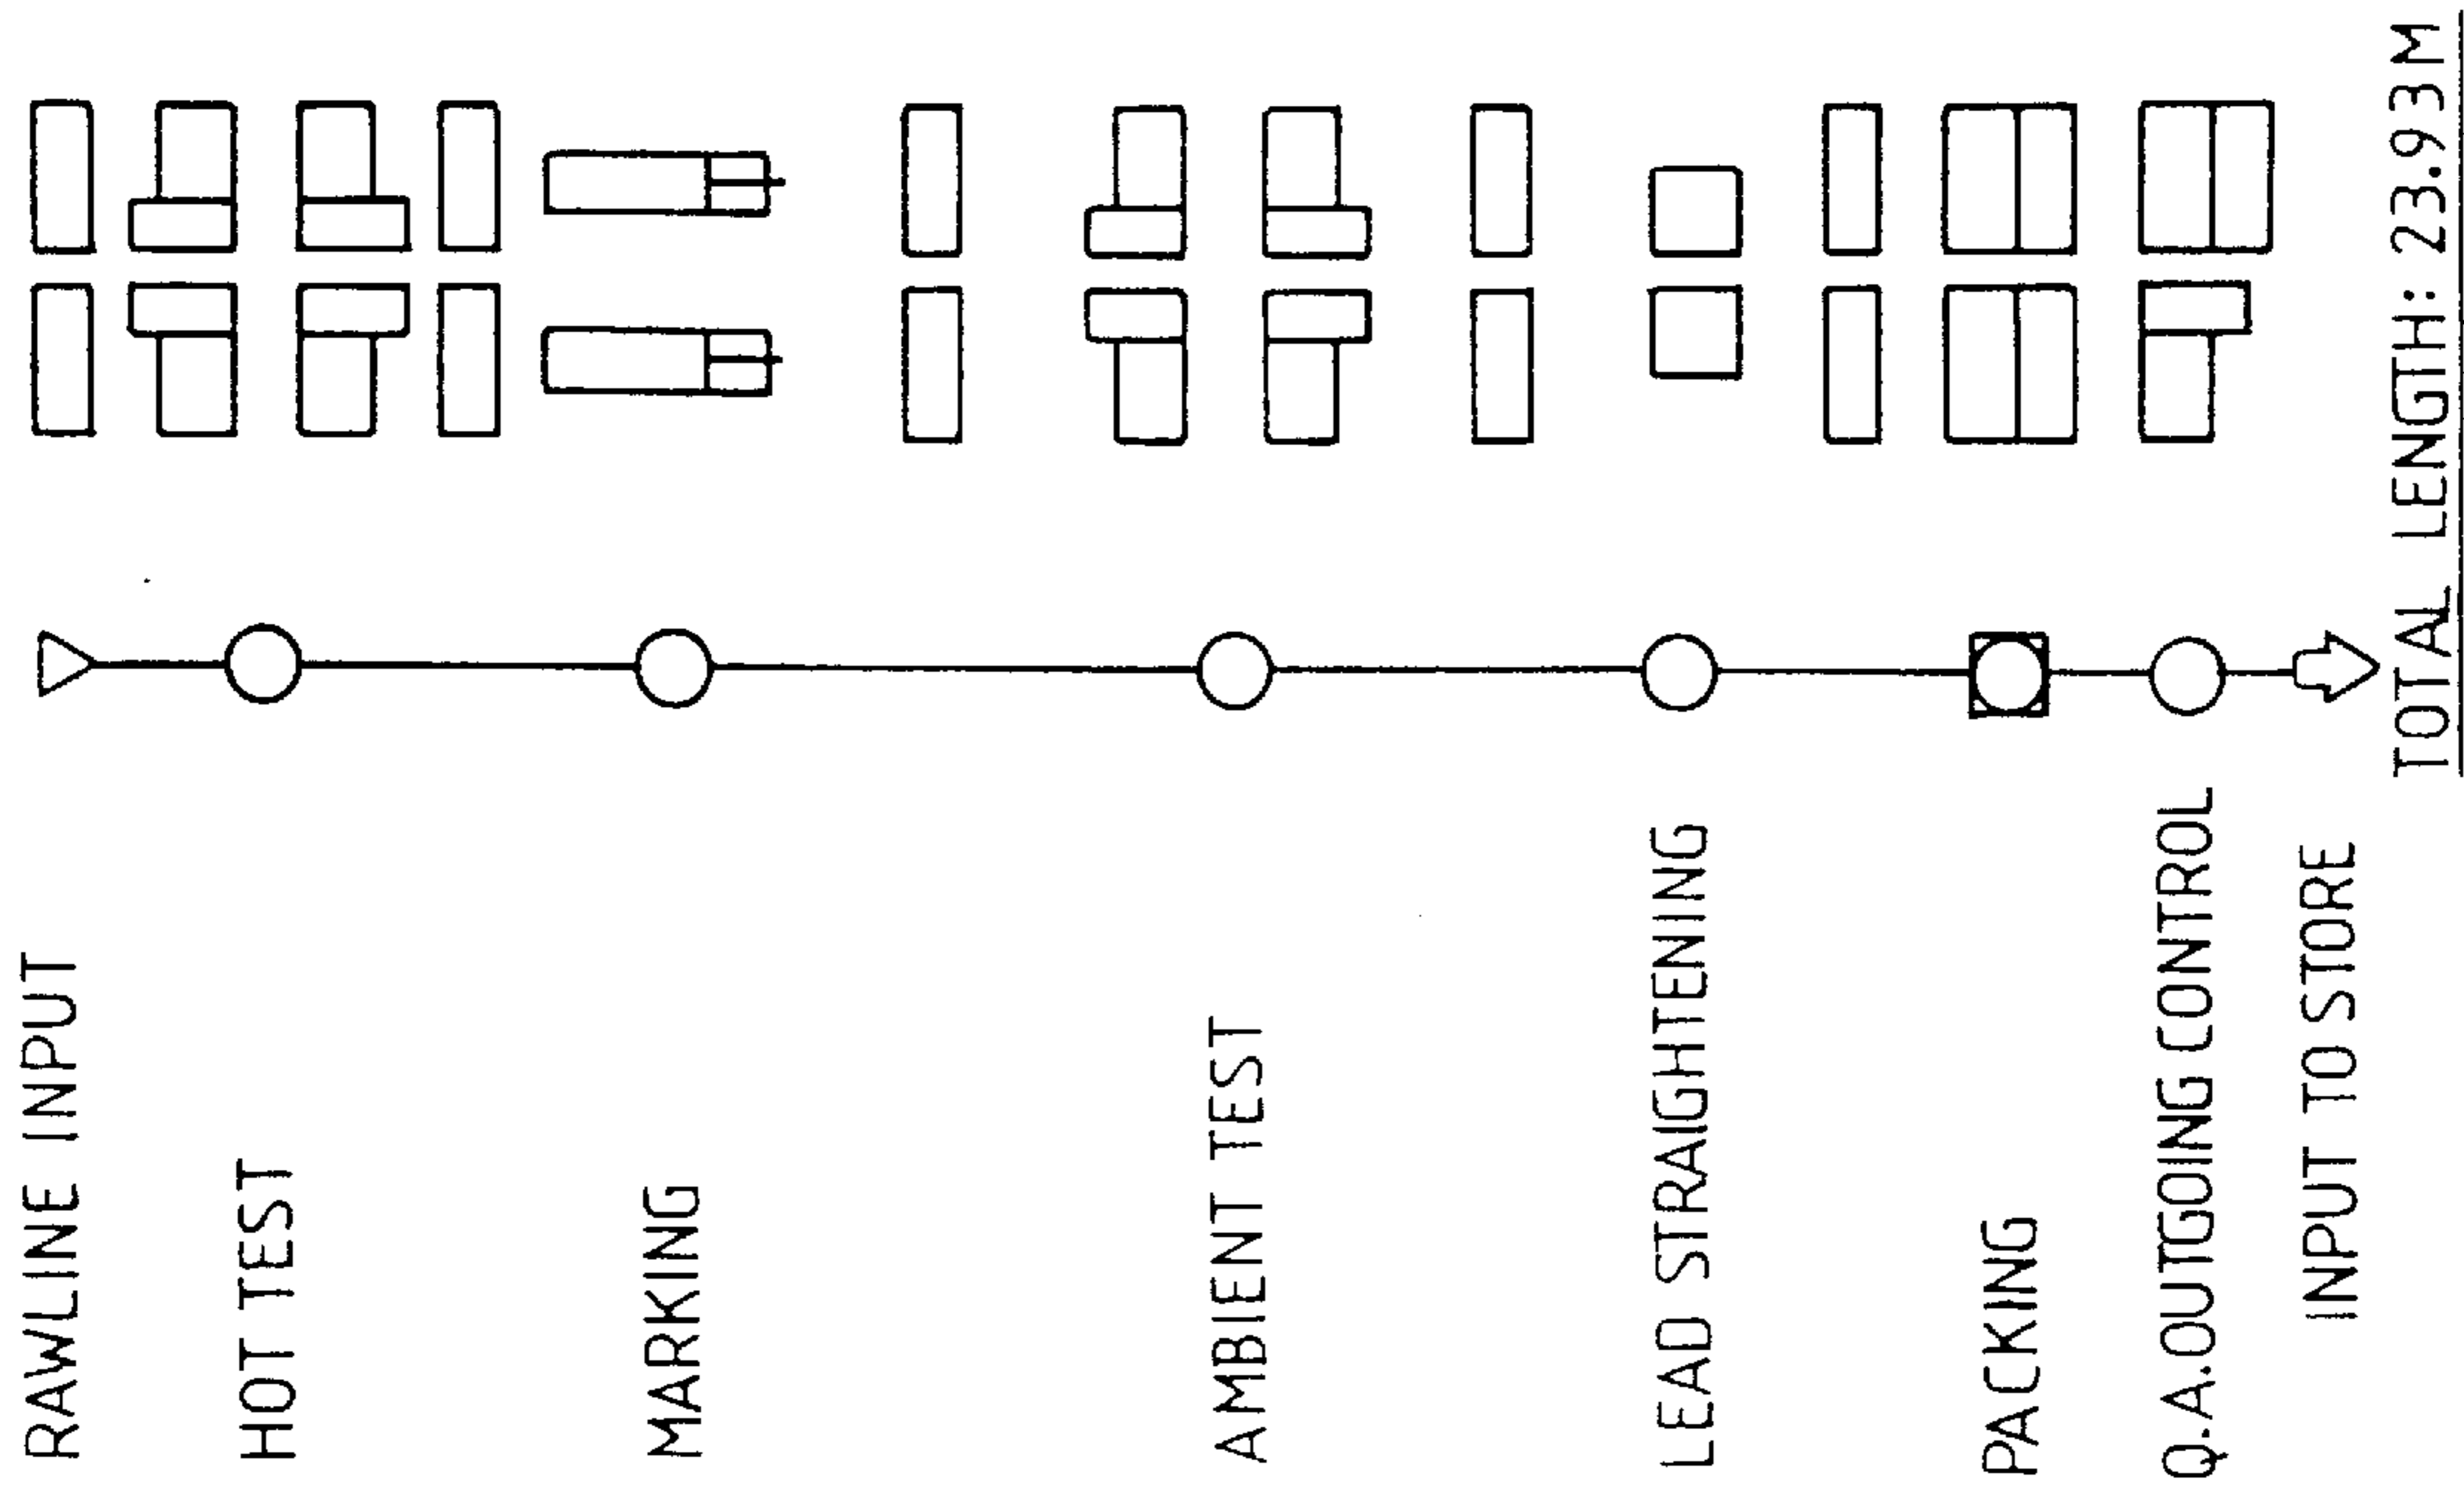 RAWLINE INPUT
HOT TEST
MARKING
AMBIENT TEST
LEAD STRAIGHTENING
PACKING
Q.A.OUTGOING CONTROL
INPUT TO STORE
TOTAL LENGTH: 23.93M